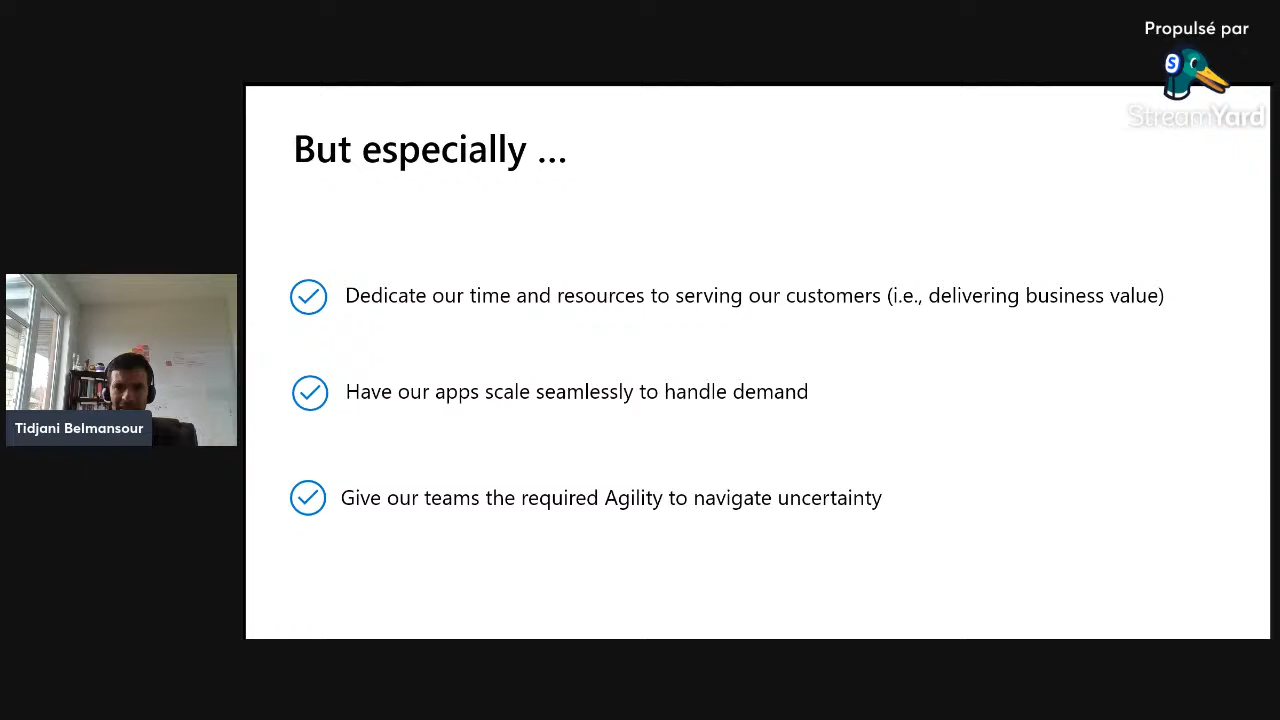 Propulsé par
S
StreamYard
But especially ...
Dedicate our time and resources to serving our customers (i.e., delivering business value)
Have our apps scale seamlessly to handle demand
Give our teams the required Agility to navigate uncertainty
Tidjani Belmansour